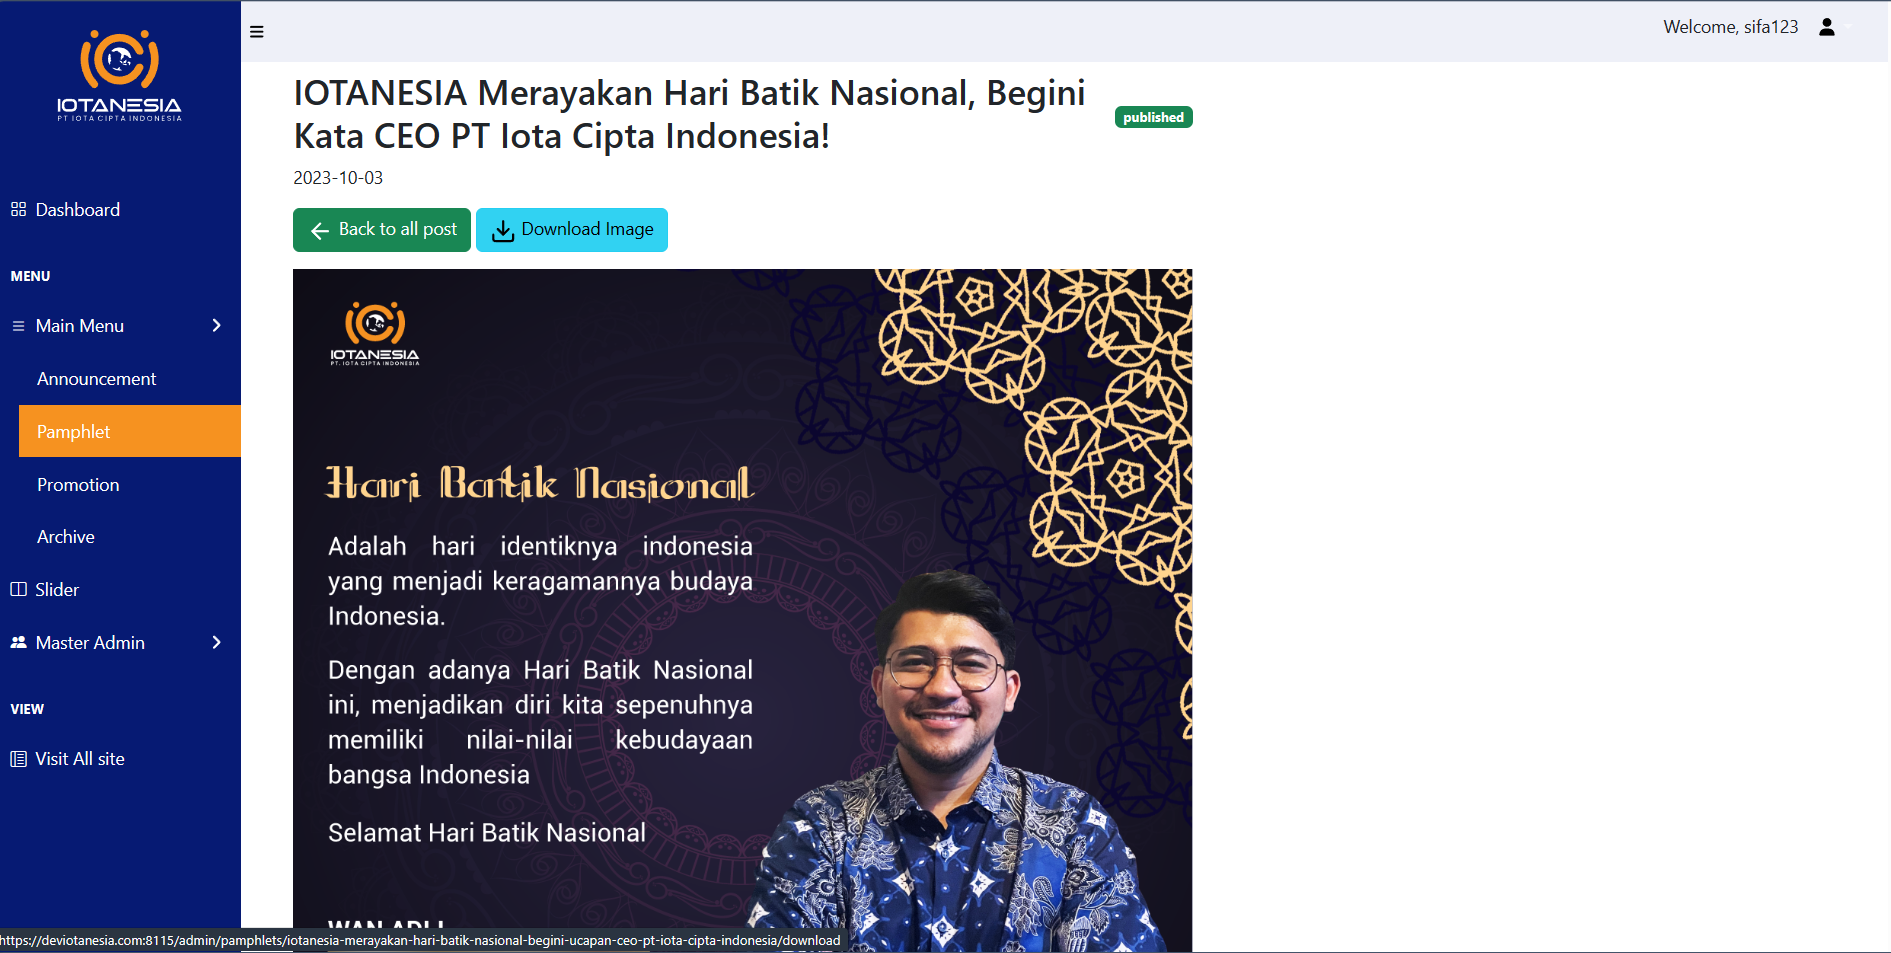 IOTANESIA
PT IOTA CIPTA INDONESIA
Dashboard
MENU
Main Menu
Announcement
Pamphlet
Promotion
Archive
Slider
Master Admin
VIEW
Visit All site
Welcome, sifa123
IOTANESIA Merayakan Hari Batik Nasional, Begini
Kata CEO PT Iota Cipta Indonesia!
published
2023-10-03
Back to all post
Download Image
IOTANESIA
PT. IOTA CIPTA INDONESIA
Hari Batik Nasional
Adalah hari identiknya indonesia
yang menjadi keragamannya budaya
Indonesia.
Dengan adanya Hari Batik Nasional
ini, menjadikan diri kita sepenuhnya
memiliki nilai-nilai kebudayaan
bangsa Indonesia
Selamat Hari Batik Nasional
https://deviotanesia.com:8115/admin/pamphlets/iotanesia-merayakan-hari-batik-nasional-begini-ucapan-ceo-pt-iota-cipta-indonesia/download